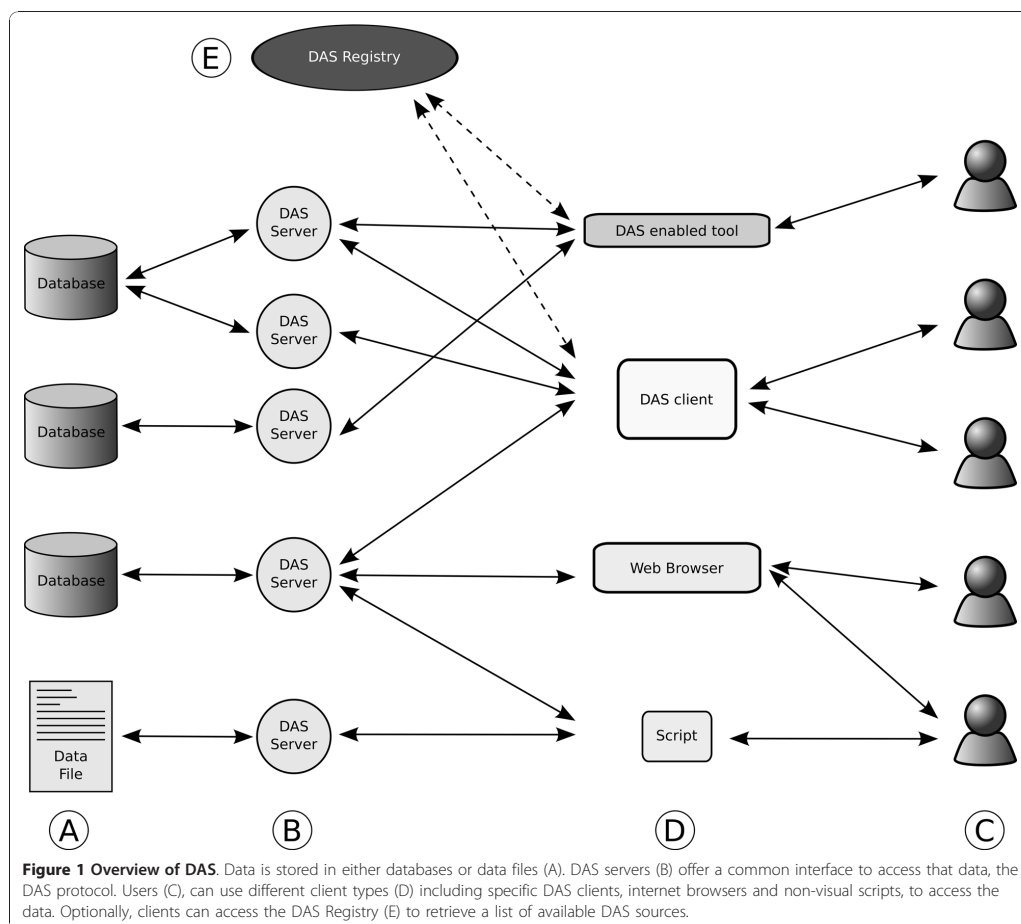 E
DAS Registry
DAS
Server
DAS enabled tool
Database
DAS
Server
DAS client
Database
DAS
Server
Database
DAS
Server
Web Browser
Data
File
DAS
Server
Script
A
B
D
C
Figure 1 Overview of DAS. Data is stored in either databases or data files (A). DAS servers (B) offer a common interface to access that data, the
DAS protocol. Users (C), can use different client types (D) including specific DAS clients, internet browsers and non-visual scripts, to access the
data. Optionally, clients can access the DAS Registry (E) to retrieve a list of available DAS sources.